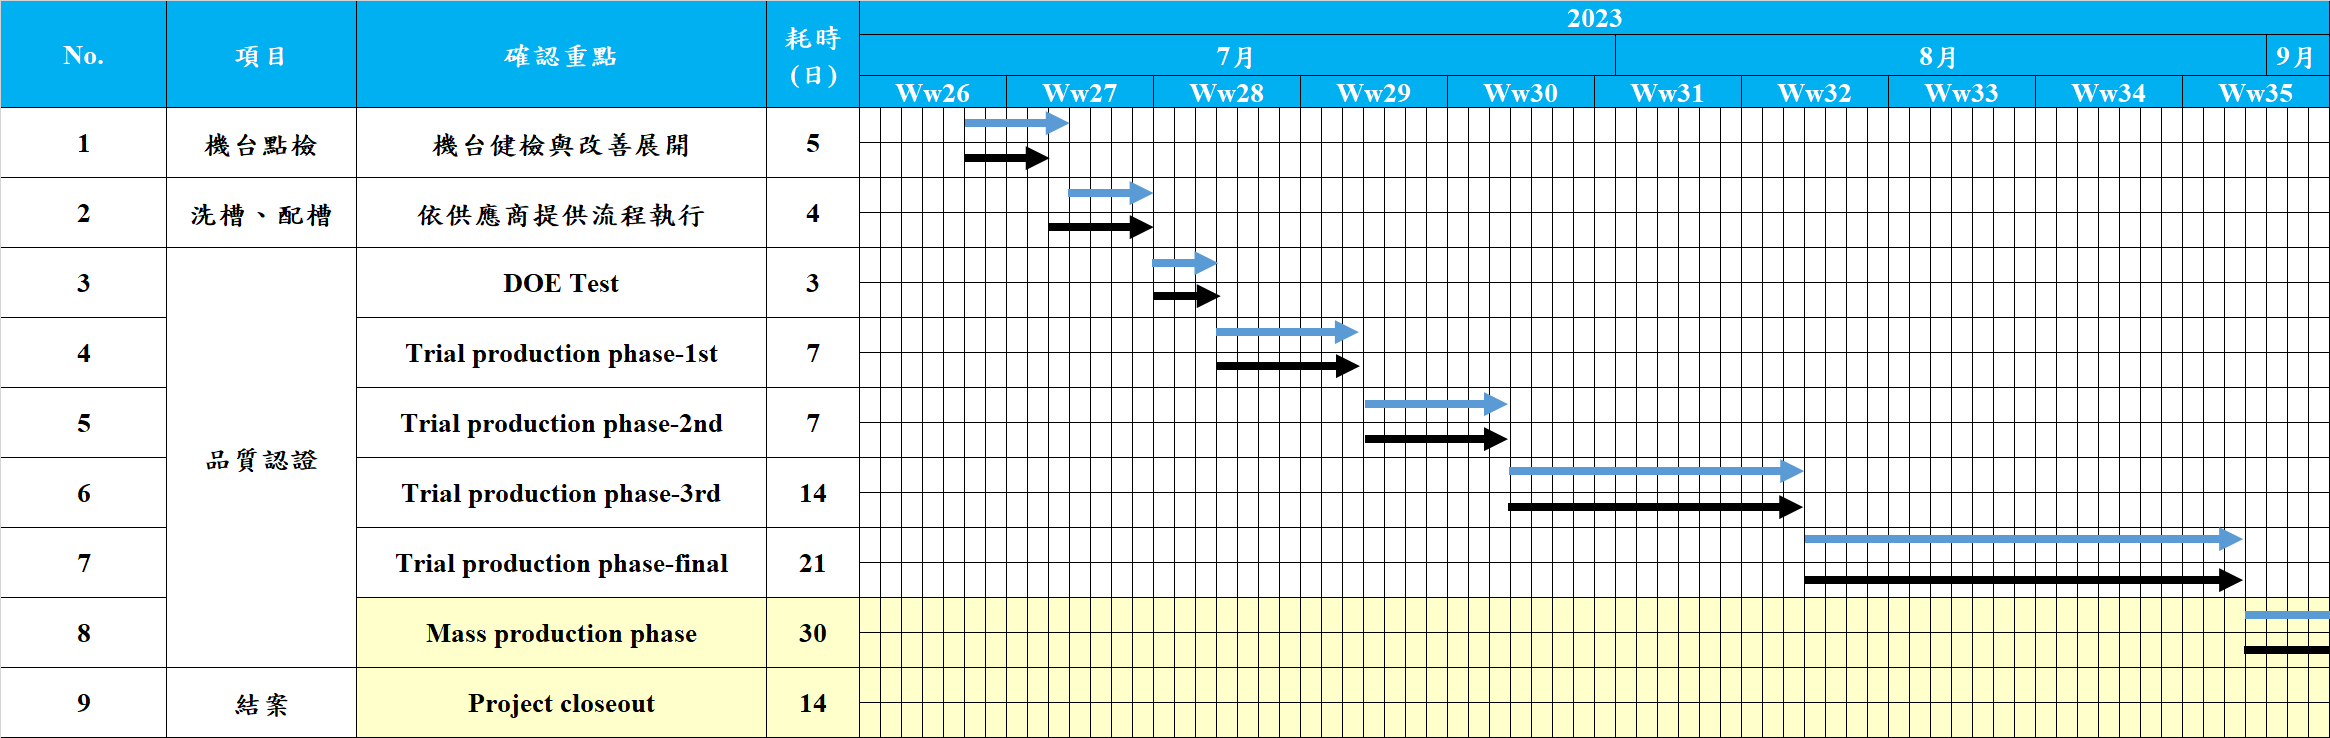 No. 項目 確認重點 耗時(日) 2023
7月 8月 9月
Ww26 Ww27 Ww28 Ww29 Ww30 Ww31 Ww32 Ww33 Ww34 Ww35
1 機台點檢 機台健檢與改善展開 5
2 洗槽、配槽 依供應商提供流程執行 4
品質認證
3 DOE Test 3
4 Trial production phase-1st 7
5 Trial production phase-2nd 7
6 Trial production phase-3rd 14
7 Trial production phase-final 21
8 Mass production phase 30
9 結案 Project closeout 14